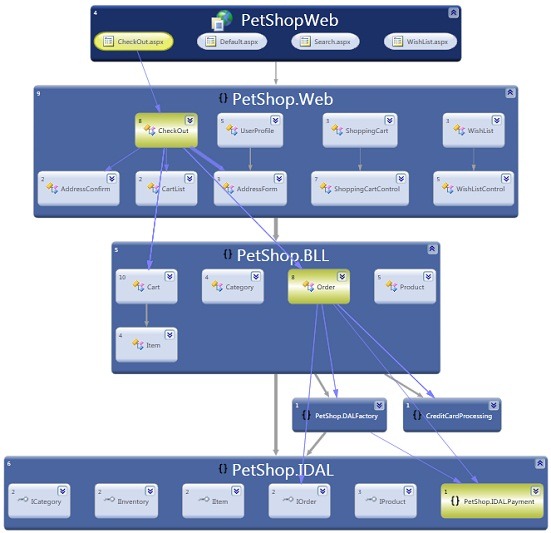 4
PetShopWeb
CheckOut.aspx
Default.aspx
Search.aspx
WishList.aspx
9
{} PetShop.Web
8
CheckOut
5
UserProfile
3
ShoppingCart
3
WishList
2
AddressConfirm
2
CartList
1
AddressForm
7
ShoppingCartControl
5
WishListControl
5
{} PetShop.BLL
10
Cart
4
Category
8
Order
5
Product
4
Item
1
{} PetShop.DALFactory
1
{} CreditCardProcessing
6
{} PetShop.IDAL
2
ICategory
2
IInventory
2
IItem
2
IOrder
3
IProduct
1
{} PetShop.IDAL.Payment